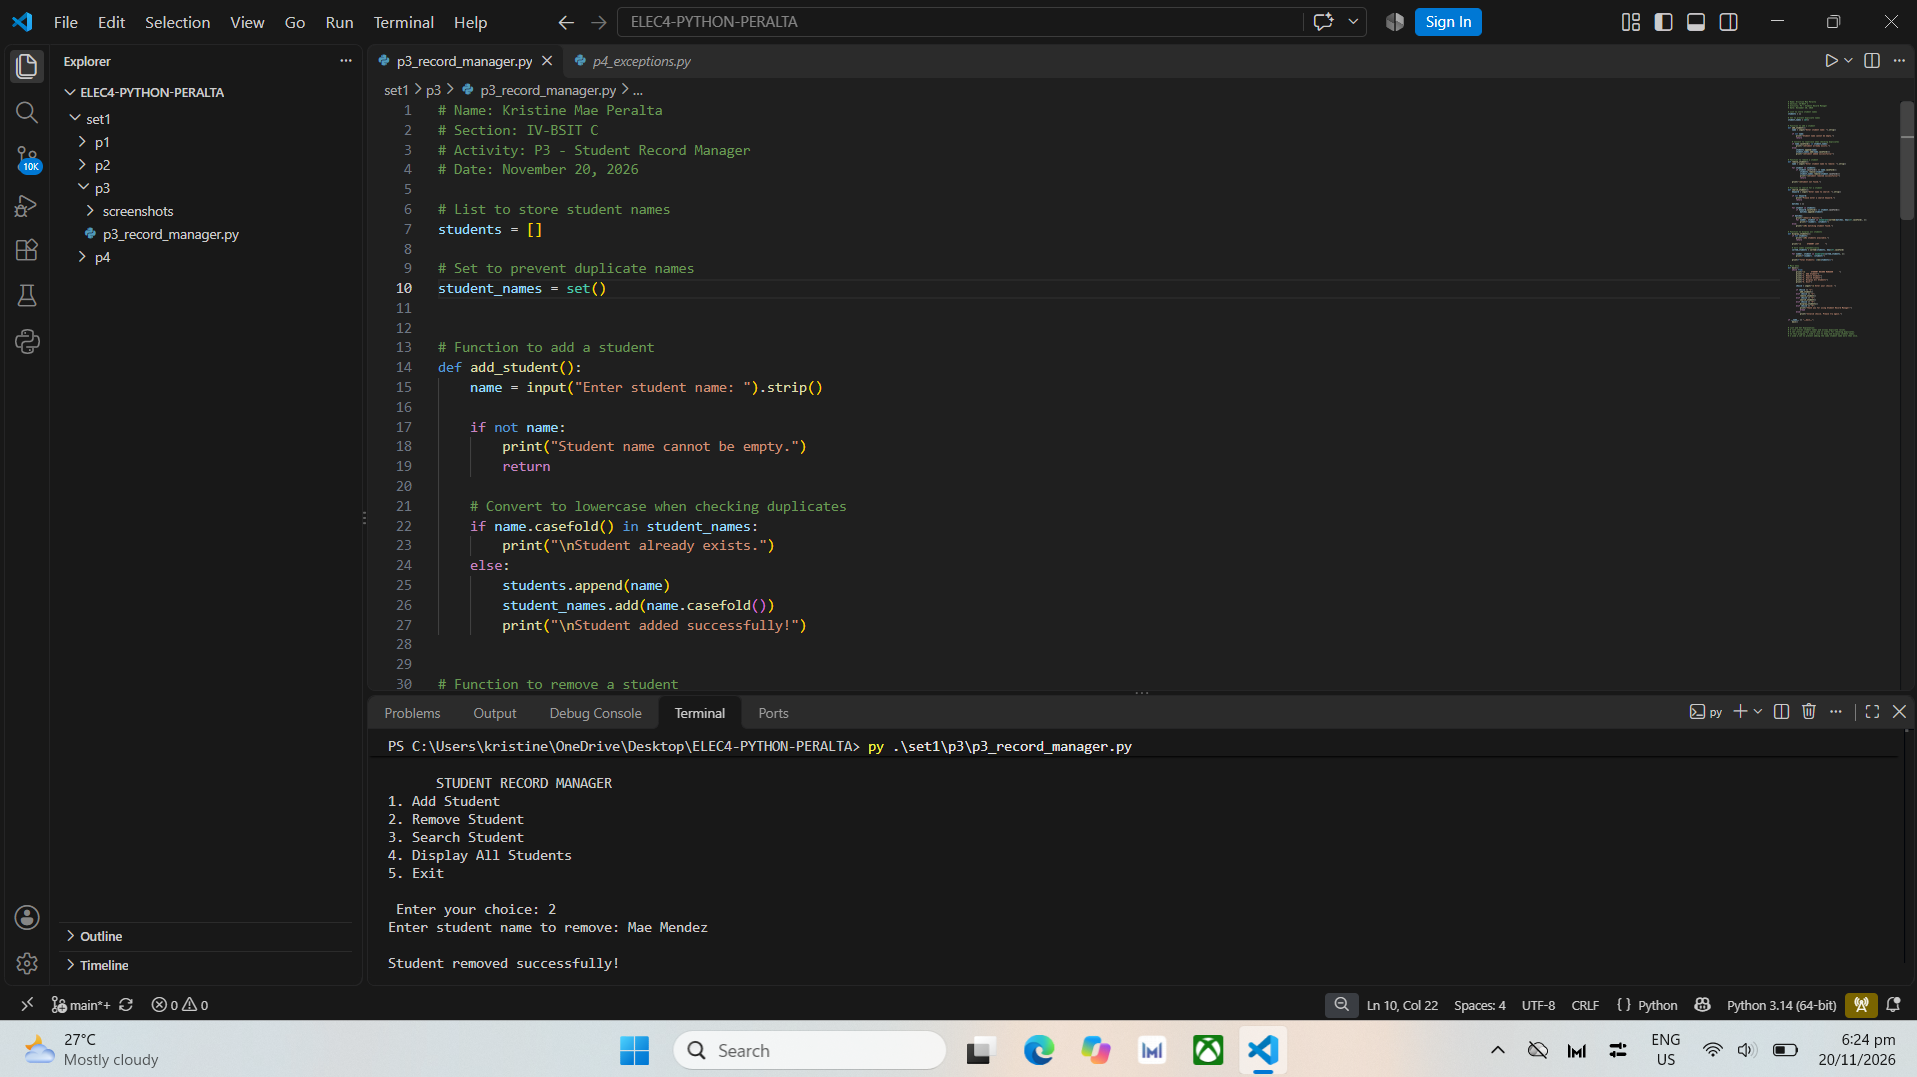 File Edit Selection View Go Run Terminal Help
ELEC4-PYTHON-PERALTA
Sign In
Explorer
ELEC4-PYTHON-PERALTA
set1
p1
p2
p3
screenshots
p3_record_manager.py
p4
10K
Outline
Timeline
p3_record_manager.py
p4_exceptions.py
set1 > p3 > p3_record_manager.py > ...
1 # Name: Kristine Mae Peralta
2 # Section: IV-BSIT C
3 # Activity: P3 - Student Record Manager
4 # Date: November 20, 2026
5
6 # List to store student names
7 students = []
8
9 # Set to prevent duplicate names
10 student_names = set()
11
12
13 # Function to add a student
14 def add_student():
15 name = input("Enter student name: ").strip()
16
17 if not name:
18 print("Student name cannot be empty.")
19 return
20
21 # Convert to lowercase when checking duplicates
22 if name.casefold() in student_names:
23 print("\nStudent already exists.")
24 else:
25 students.append(name)
26 student_names.add(name.casefold())
27 print("\nStudent added successfully!")
28
29
30 # Function to remove a student
Problems Output Debug Console Terminal Ports
py
PS C:\Users\kristine\OneDrive\Desktop\ELEC4-PYTHON-PERALTA> py .\set1\p3\p3_record_manager.py
STUDENT RECORD MANAGER
1. Add Student
2. Remove Student
3. Search Student
4. Display All Students
5. Exit
Enter your choice: 2
Enter student name to remove: Mae Mendez
Student removed successfully!
main*+ 0 0
Ln 10, Col 22 Spaces: 4 UTF-8 CRLF { } Python Python 3.14 (64-bit)
27°C
Mostly cloudy
Search
ENG
US
6:24 pm
20/11/2026